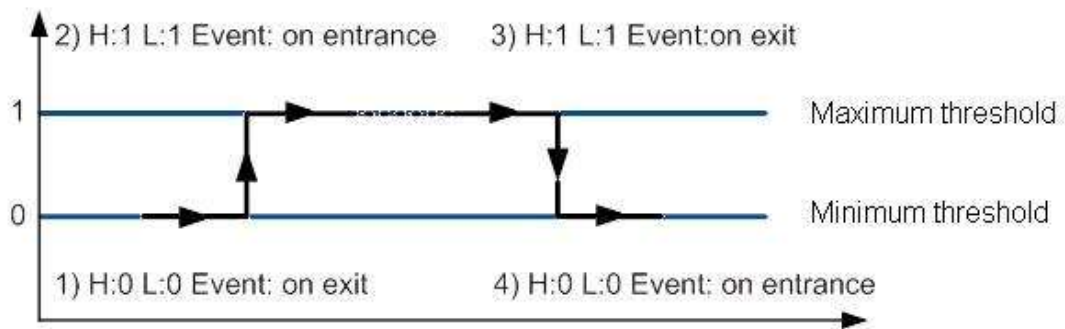 2) H:1 L:1 Event: on entrance
3) H:1 L:1 Event:on exit
1
Maximum threshold
0
Minimum threshold
1) H:0 L:0 Event: on exit
4) H:0 L:0 Event: on entrance